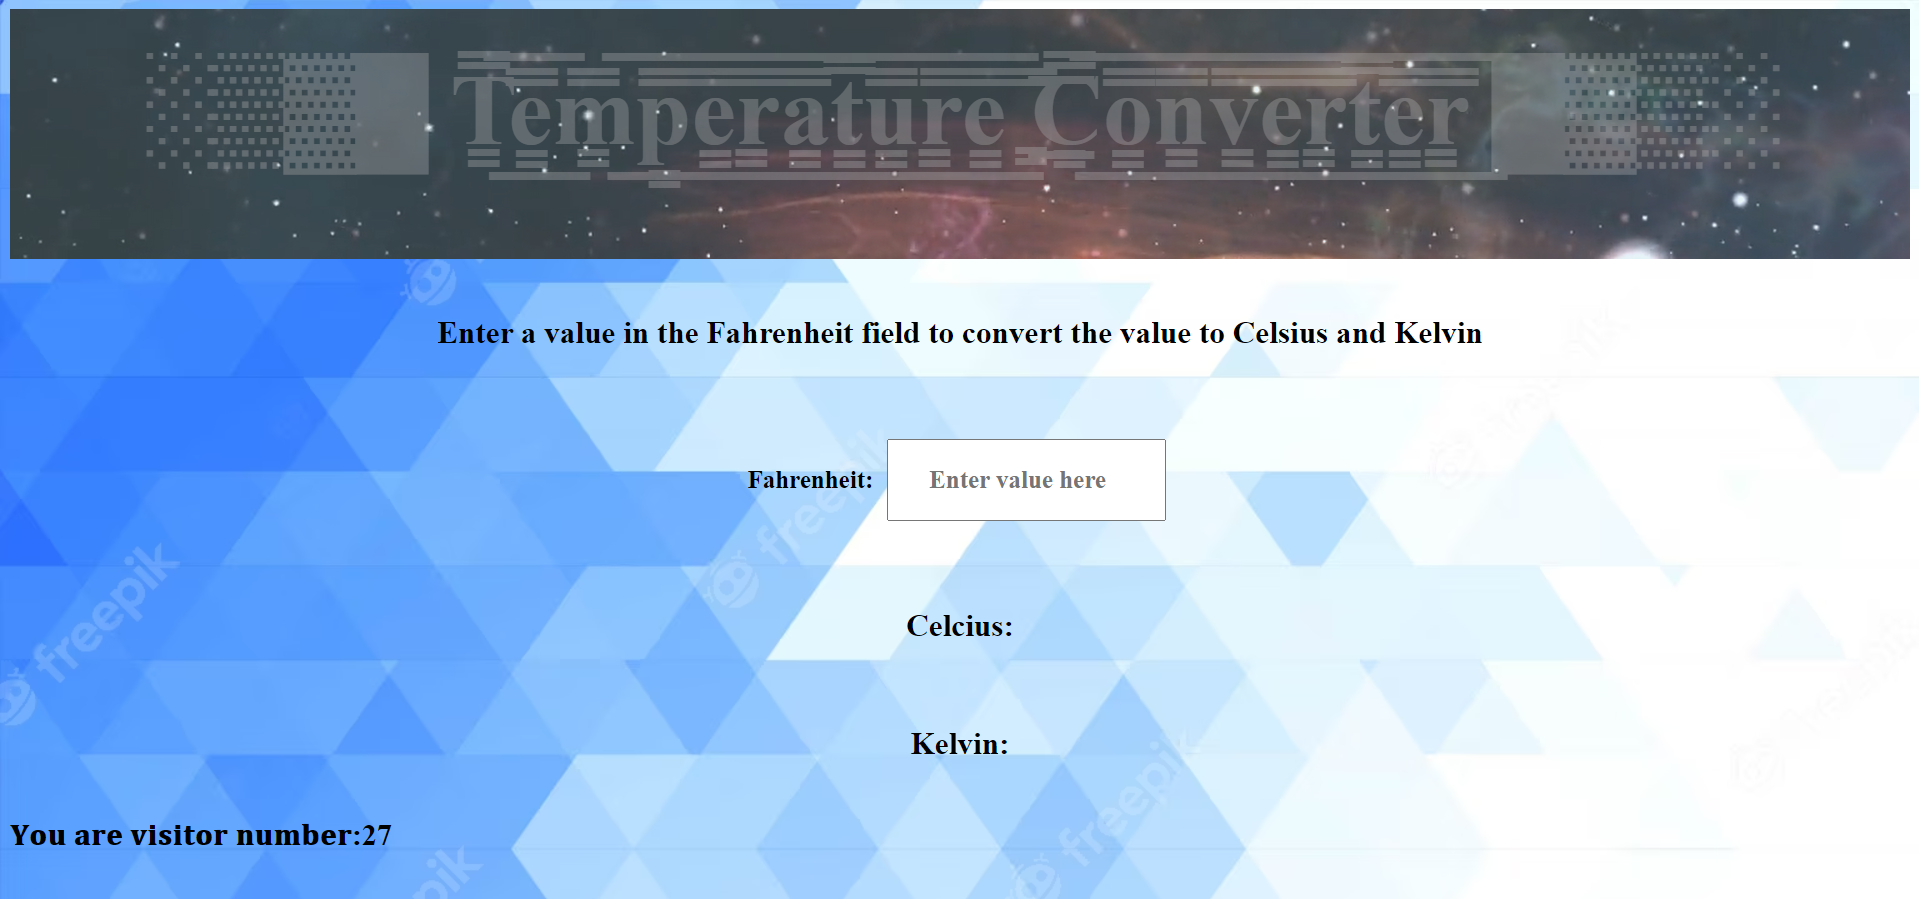 Temperature Converter
Enter a value in the Fahrenheit field to convert the value to Celsius and Kelvin
Fahrenheit: Enter value here
freepik
freepik
Celcius:
Kelvin:
freepik
You are visitor number:27